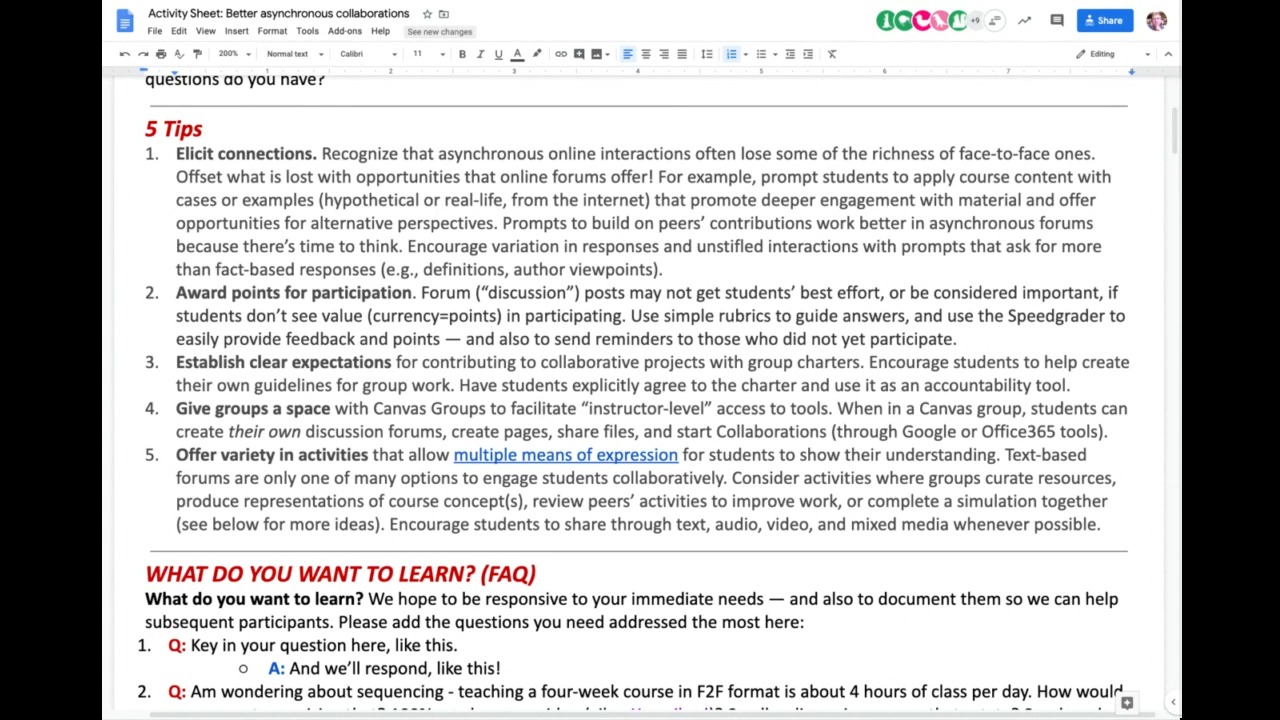 Activity Sheet: Better asynchronous collaborations
File Edit View Insert Format Tools Add-ons Help See new changes
+9
Share
200% Normal text Calibri 11 B I U A Editing
1 2 3 4 5 6 7
questions do you have?
5 Tips
1. Elicit connections. Recognize that asynchronous online interactions often lose some of the richness of face-to-face ones.
Offset what is lost with opportunities that online forums offer! For example, prompt students to apply course content with
cases or examples (hypothetical or real-life, from the internet) that promote deeper engagement with material and offer
opportunities for alternative perspectives. Prompts to build on peers’ contributions work better in asynchronous forums
because there’s time to think. Encourage variation in responses and unstifled interactions with prompts that ask for more
than fact-based responses (e.g., definitions, author viewpoints).
2. Award points for participation. Forum (“discussion”) posts may not get students’ best effort, or be considered important, if
students don’t see value (currency=points) in participating. Use simple rubrics to guide answers, and use the Speedgrader to
easily provide feedback and points — and also to send reminders to those who did not yet participate.
3. Establish clear expectations for contributing to collaborative projects with group charters. Encourage students to help create
their own guidelines for group work. Have students explicitly agree to the charter and use it as an accountability tool.
4. Give groups a space with Canvas Groups to facilitate “instructor-level” access to tools. When in a Canvas group, students can
create their own discussion forums, create pages, share files, and start Collaborations (through Google or Office365 tools).
5. Offer variety in activities that allow multiple means of expression for students to show their understanding. Text-based
forums are only one of many options to engage students collaboratively. Consider activities where groups curate resources,
produce representations of course concept(s), review peers’ activities to improve work, or complete a simulation together
(see below for more ideas). Encourage students to share through text, audio, video, and mixed media whenever possible.
WHAT DO YOU WANT TO LEARN? (FAQ)
What do you want to learn? We hope to be responsive to your immediate needs — and also to document them so we can help
subsequent participants. Please add the questions you need addressed the most here:
1. Q: Key in your question here, like this.
A: And we’ll respond, like this!
2. Q: Am wondering about sequencing - teaching a four-week course in F2F format is about 4 hours of class per day. How would